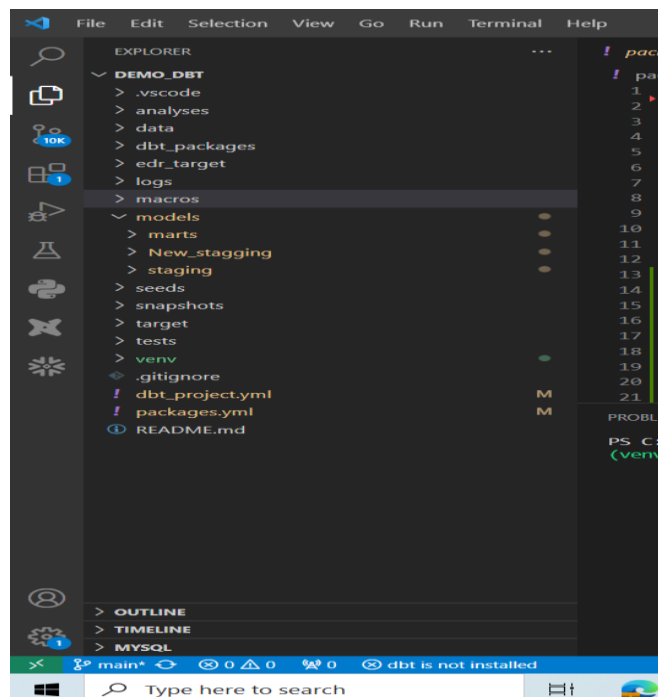 File Edit Selection View Go Run Terminal Help
EXPLORER
DEMO_DBT
.vscode
analyses
data
dbt_packages
edr_target
logs
macros
models
marts
New_stagging
staging
seeds
snapshots
target
tests
venv
.gitignore
dbt_project.yml M
packages.yml M
README.md
10K
1
OUTLINE
TIMELINE
MYSQL
1
! pac
! pa
1
2
3
4
5
6
7
8
9
10
11
12
13
14
15
16
17
18
19
20
21
PROBL
PS C:
(venv
main* 0 0 0 dbt is not installed
Type here to search